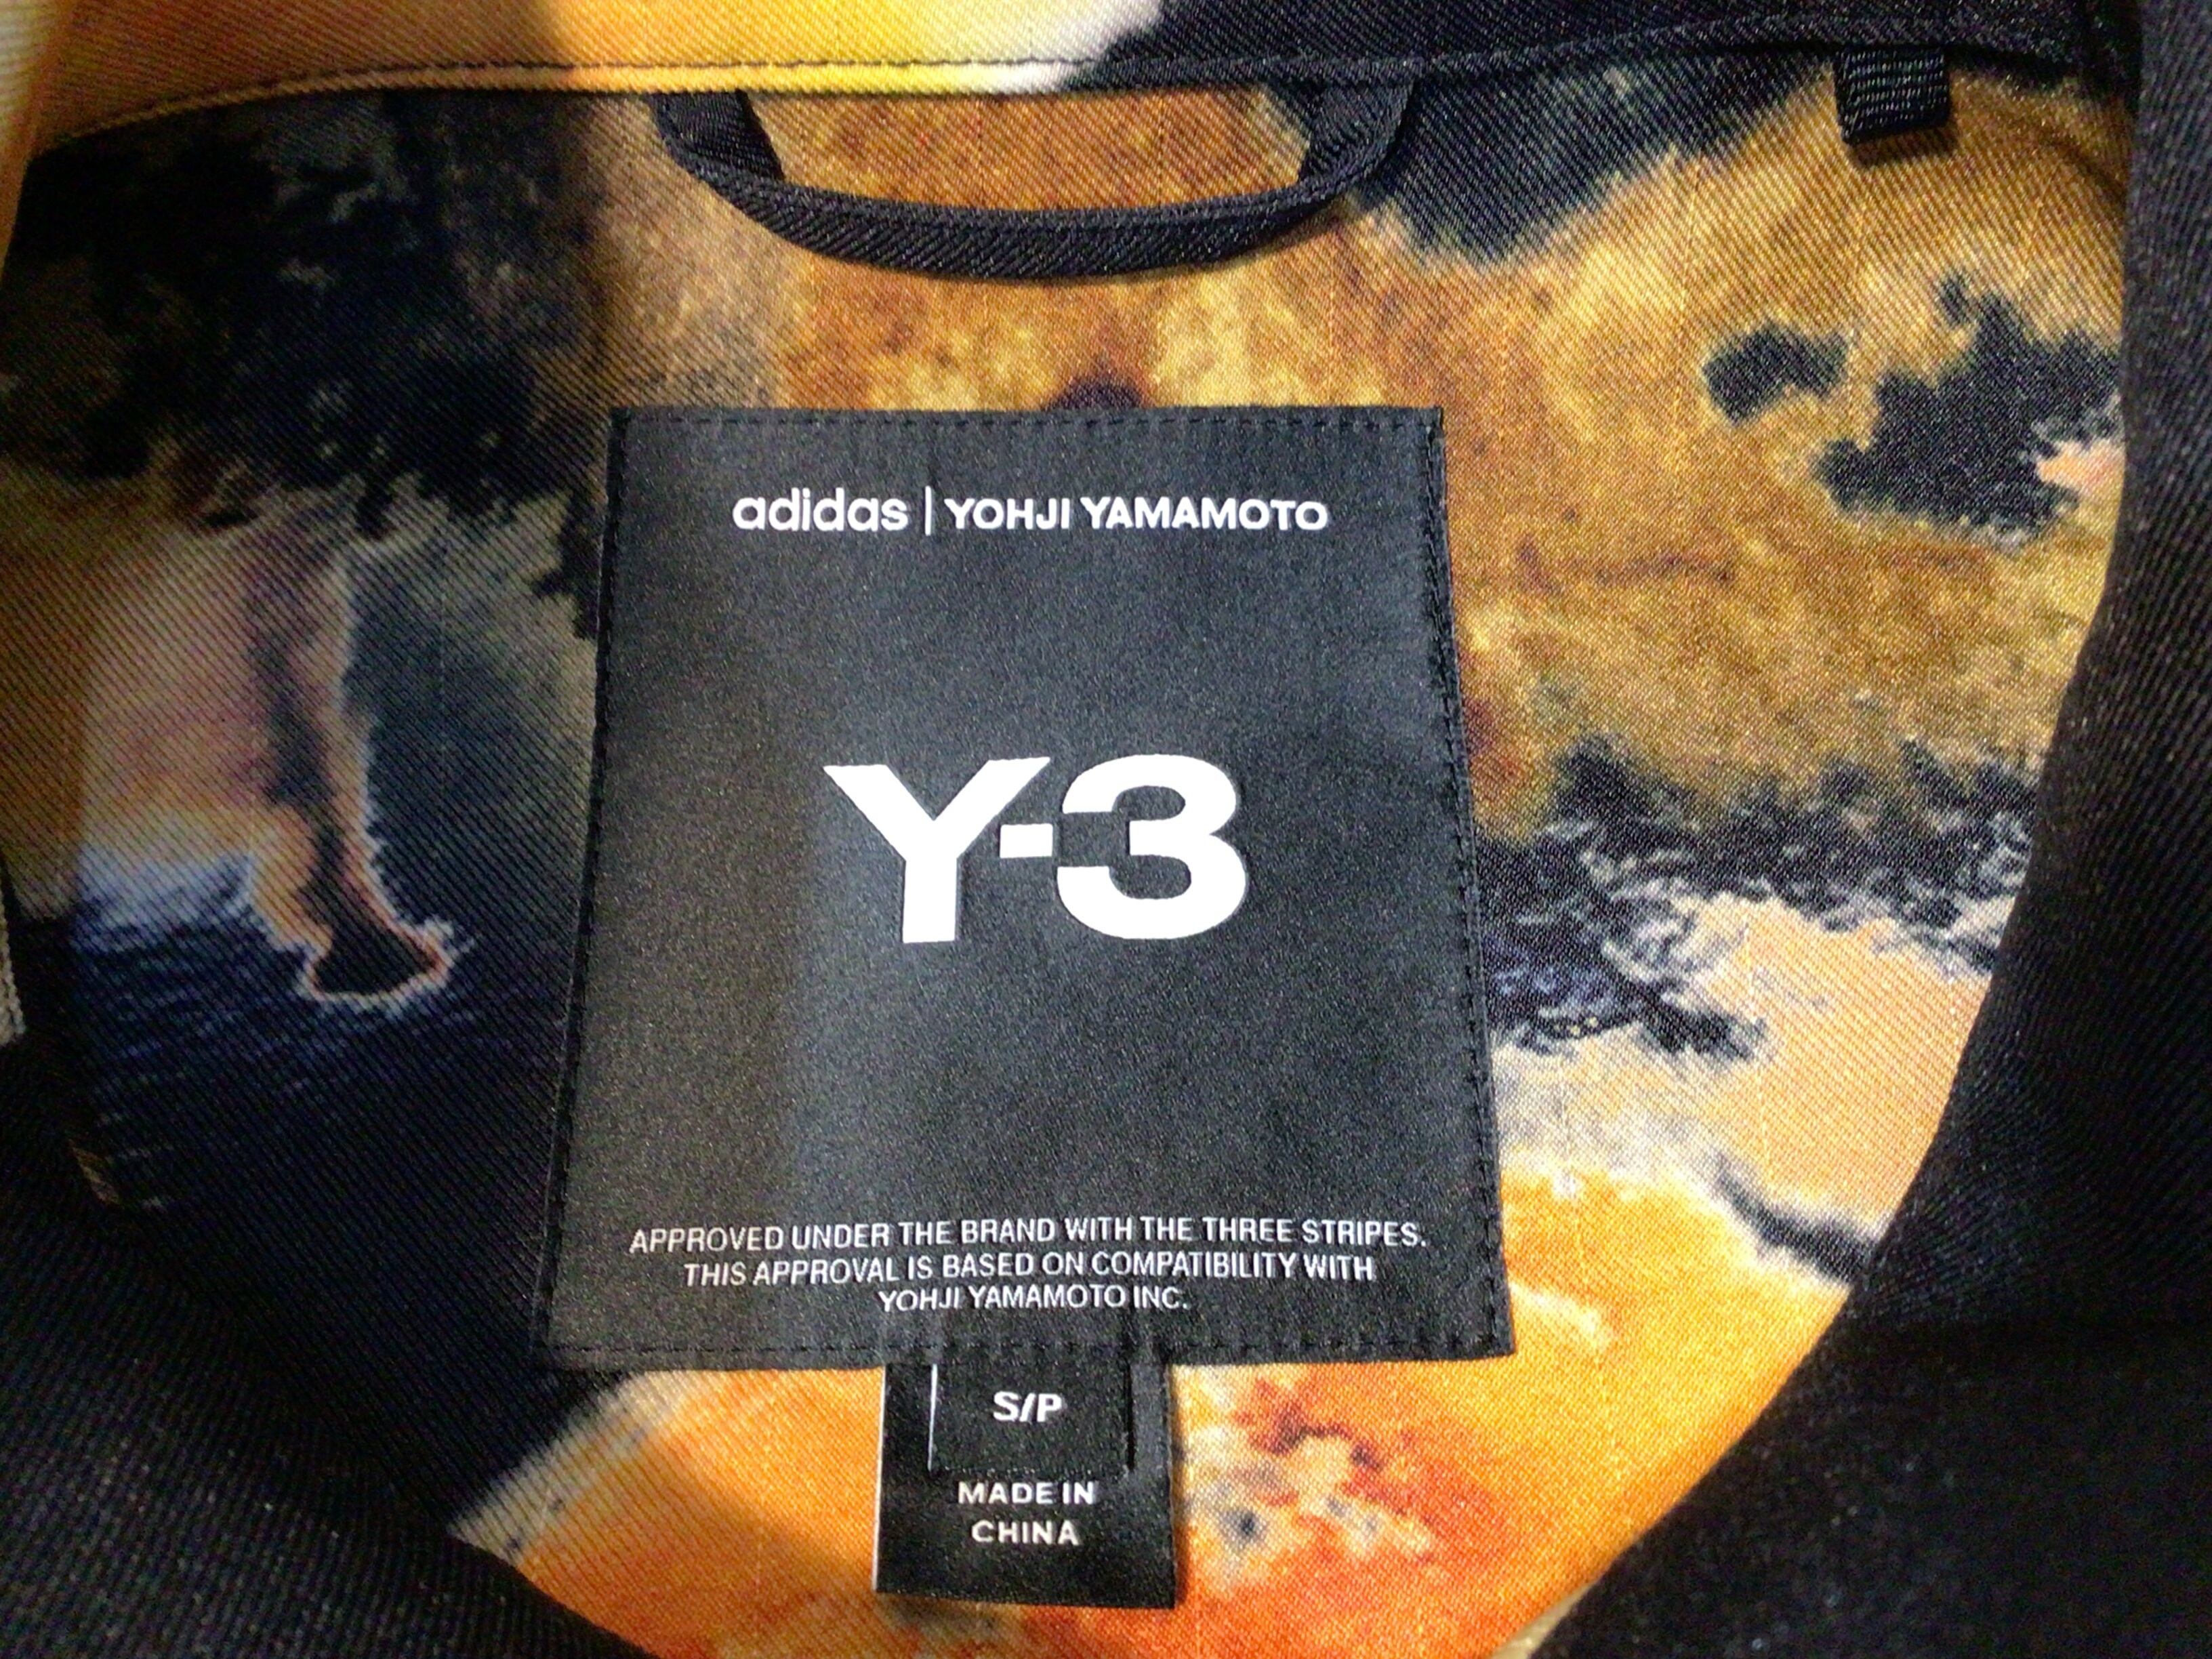 adidas | YOHJI YAMAMOTO
Y-3
APPROVED UNDER THE BRAND WITH THE THREE STRIPES.
THIS APPROVAL IS BASED ON COMPATIBILITY WITH
YOHJI YAMAMOTO INC.
S/P
MADE IN
CHINA